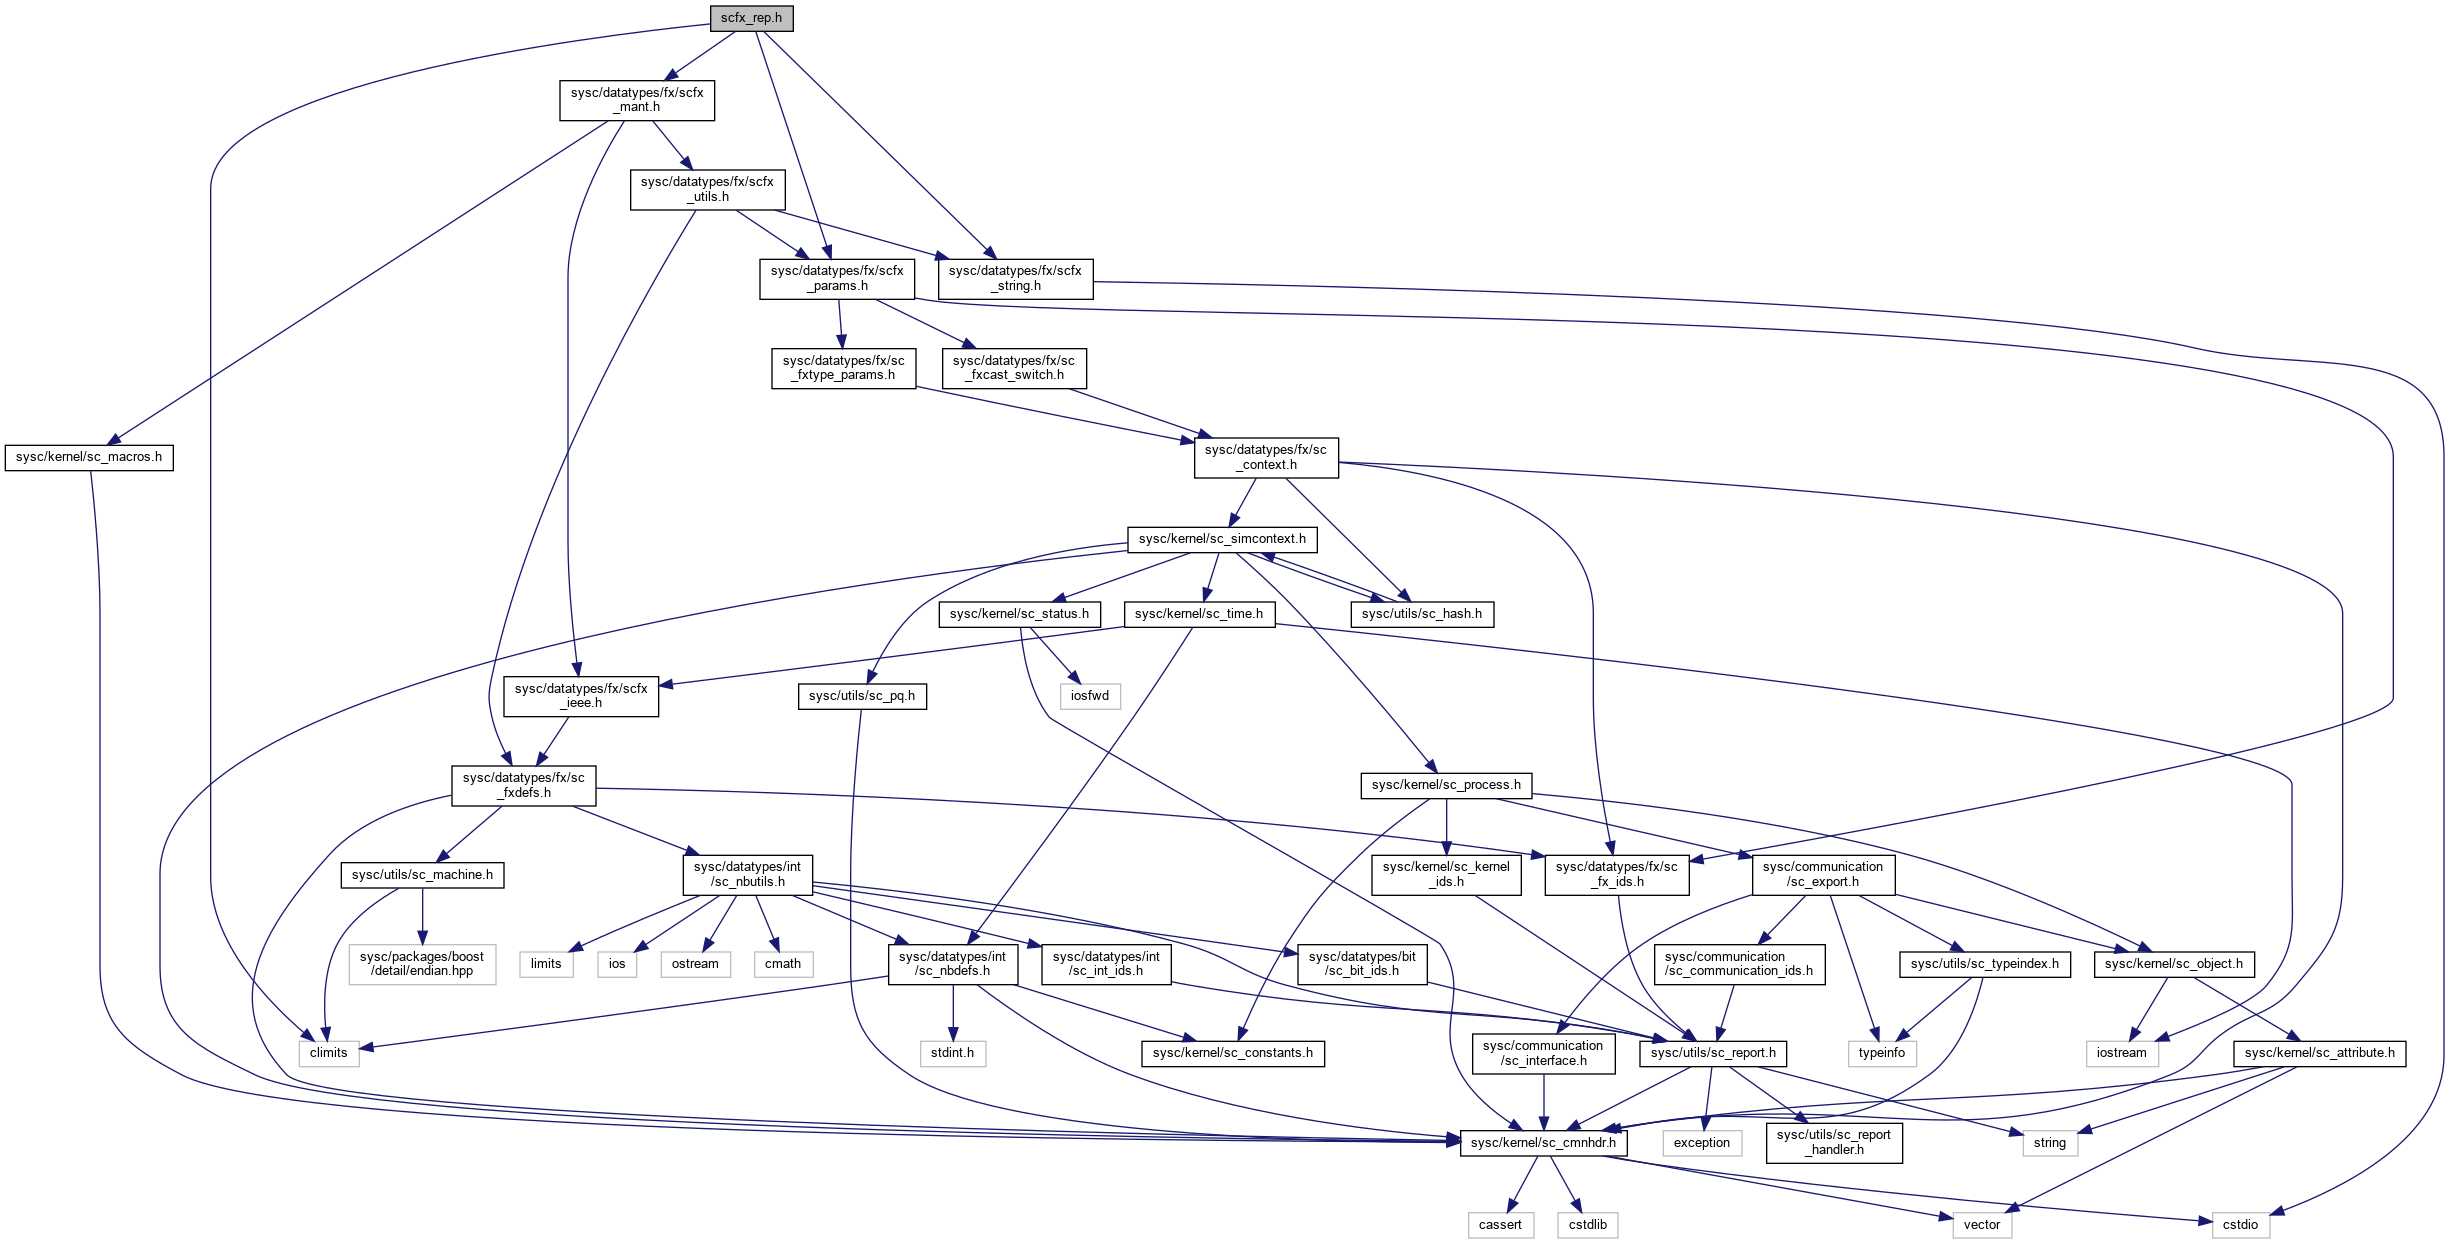 scfx_rep.h
sysc/datatypes/fx/scfx
_mant.h
sysc/datatypes/fx/scfx
_utils.h
sysc/datatypes/fx/scfx
_params.h
sysc/datatypes/fx/scfx
_string.h
sysc/datatypes/fx/sc
_fxtype_params.h
sysc/datatypes/fx/sc
_fxcast_switch.h
sysc/kernel/sc_macros.h
sysc/datatypes/fx/sc
_context.h
sysc/kernel/sc_simcontext.h
sysc/kernel/sc_status.h
sysc/kernel/sc_time.h
sysc/utils/sc_hash.h
sysc/datatypes/fx/scfx
_ieee.h
sysc/utils/sc_pq.h
iosfwd
sysc/datatypes/fx/sc
_fxdefs.h
sysc/kernel/sc_process.h
sysc/utils/sc_machine.h
sysc/datatypes/int
/sc_nbutils.h
sysc/kernel/sc_kernel
_ids.h
sysc/datatypes/fx/sc
_fx_ids.h
sysc/communication
/sc_export.h
sysc/packages/boost
/detail/endian.hpp
limits
ios
ostream
cmath
sysc/datatypes/int
/sc_nbdefs.h
sysc/datatypes/int
/sc_int_ids.h
sysc/datatypes/bit
/sc_bit_ids.h
sysc/communication
/sc_communication_ids.h
sysc/utils/sc_typeindex.h
sysc/kernel/sc_object.h
climits
stdint.h
sysc/kernel/sc_constants.h
sysc/communication
/sc_interface.h
sysc/utils/sc_report.h
typeinfo
iostream
sysc/kernel/sc_attribute.h
sysc/kernel/sc_cmnhdr.h
exception
sysc/utils/sc_report
_handler.h
string
cassert
cstdlib
vector
cstdio